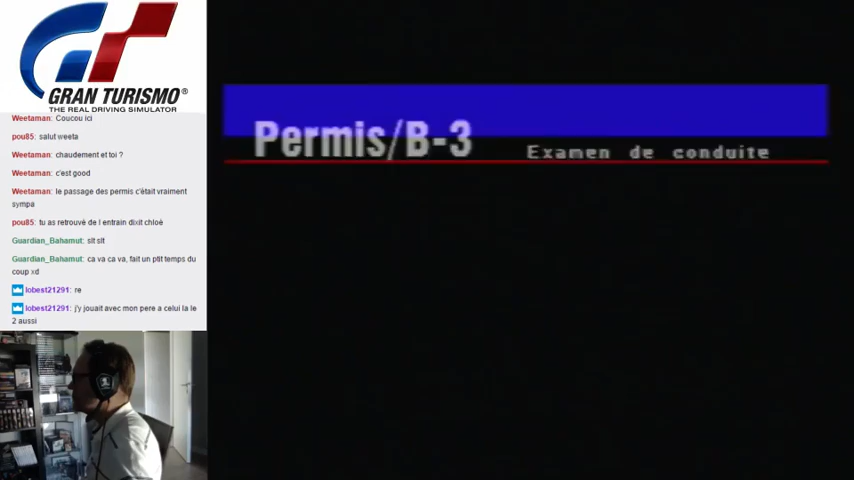 GRAN TURISMO®
THE REAL DRIVING SIMULATOR
Weetaman: Coucou ici
pou85: salut weeta
Weetaman: chaudement et toi ?
Weetaman: c'est good
Weetaman: le passage des permis c'était vraiment
sympa
pou85: tu as retrouvè de l entrain dixit chloè
Guardian_Bahamut: slt slt
Guardian_Bahamut: ca va ca va, fait un ptit temps du
coup xd
lobest21291: re
lobest21291: j'y jouait avec mon pere a celui la le
2 aussi
Permis/B-3
Examen de conduite